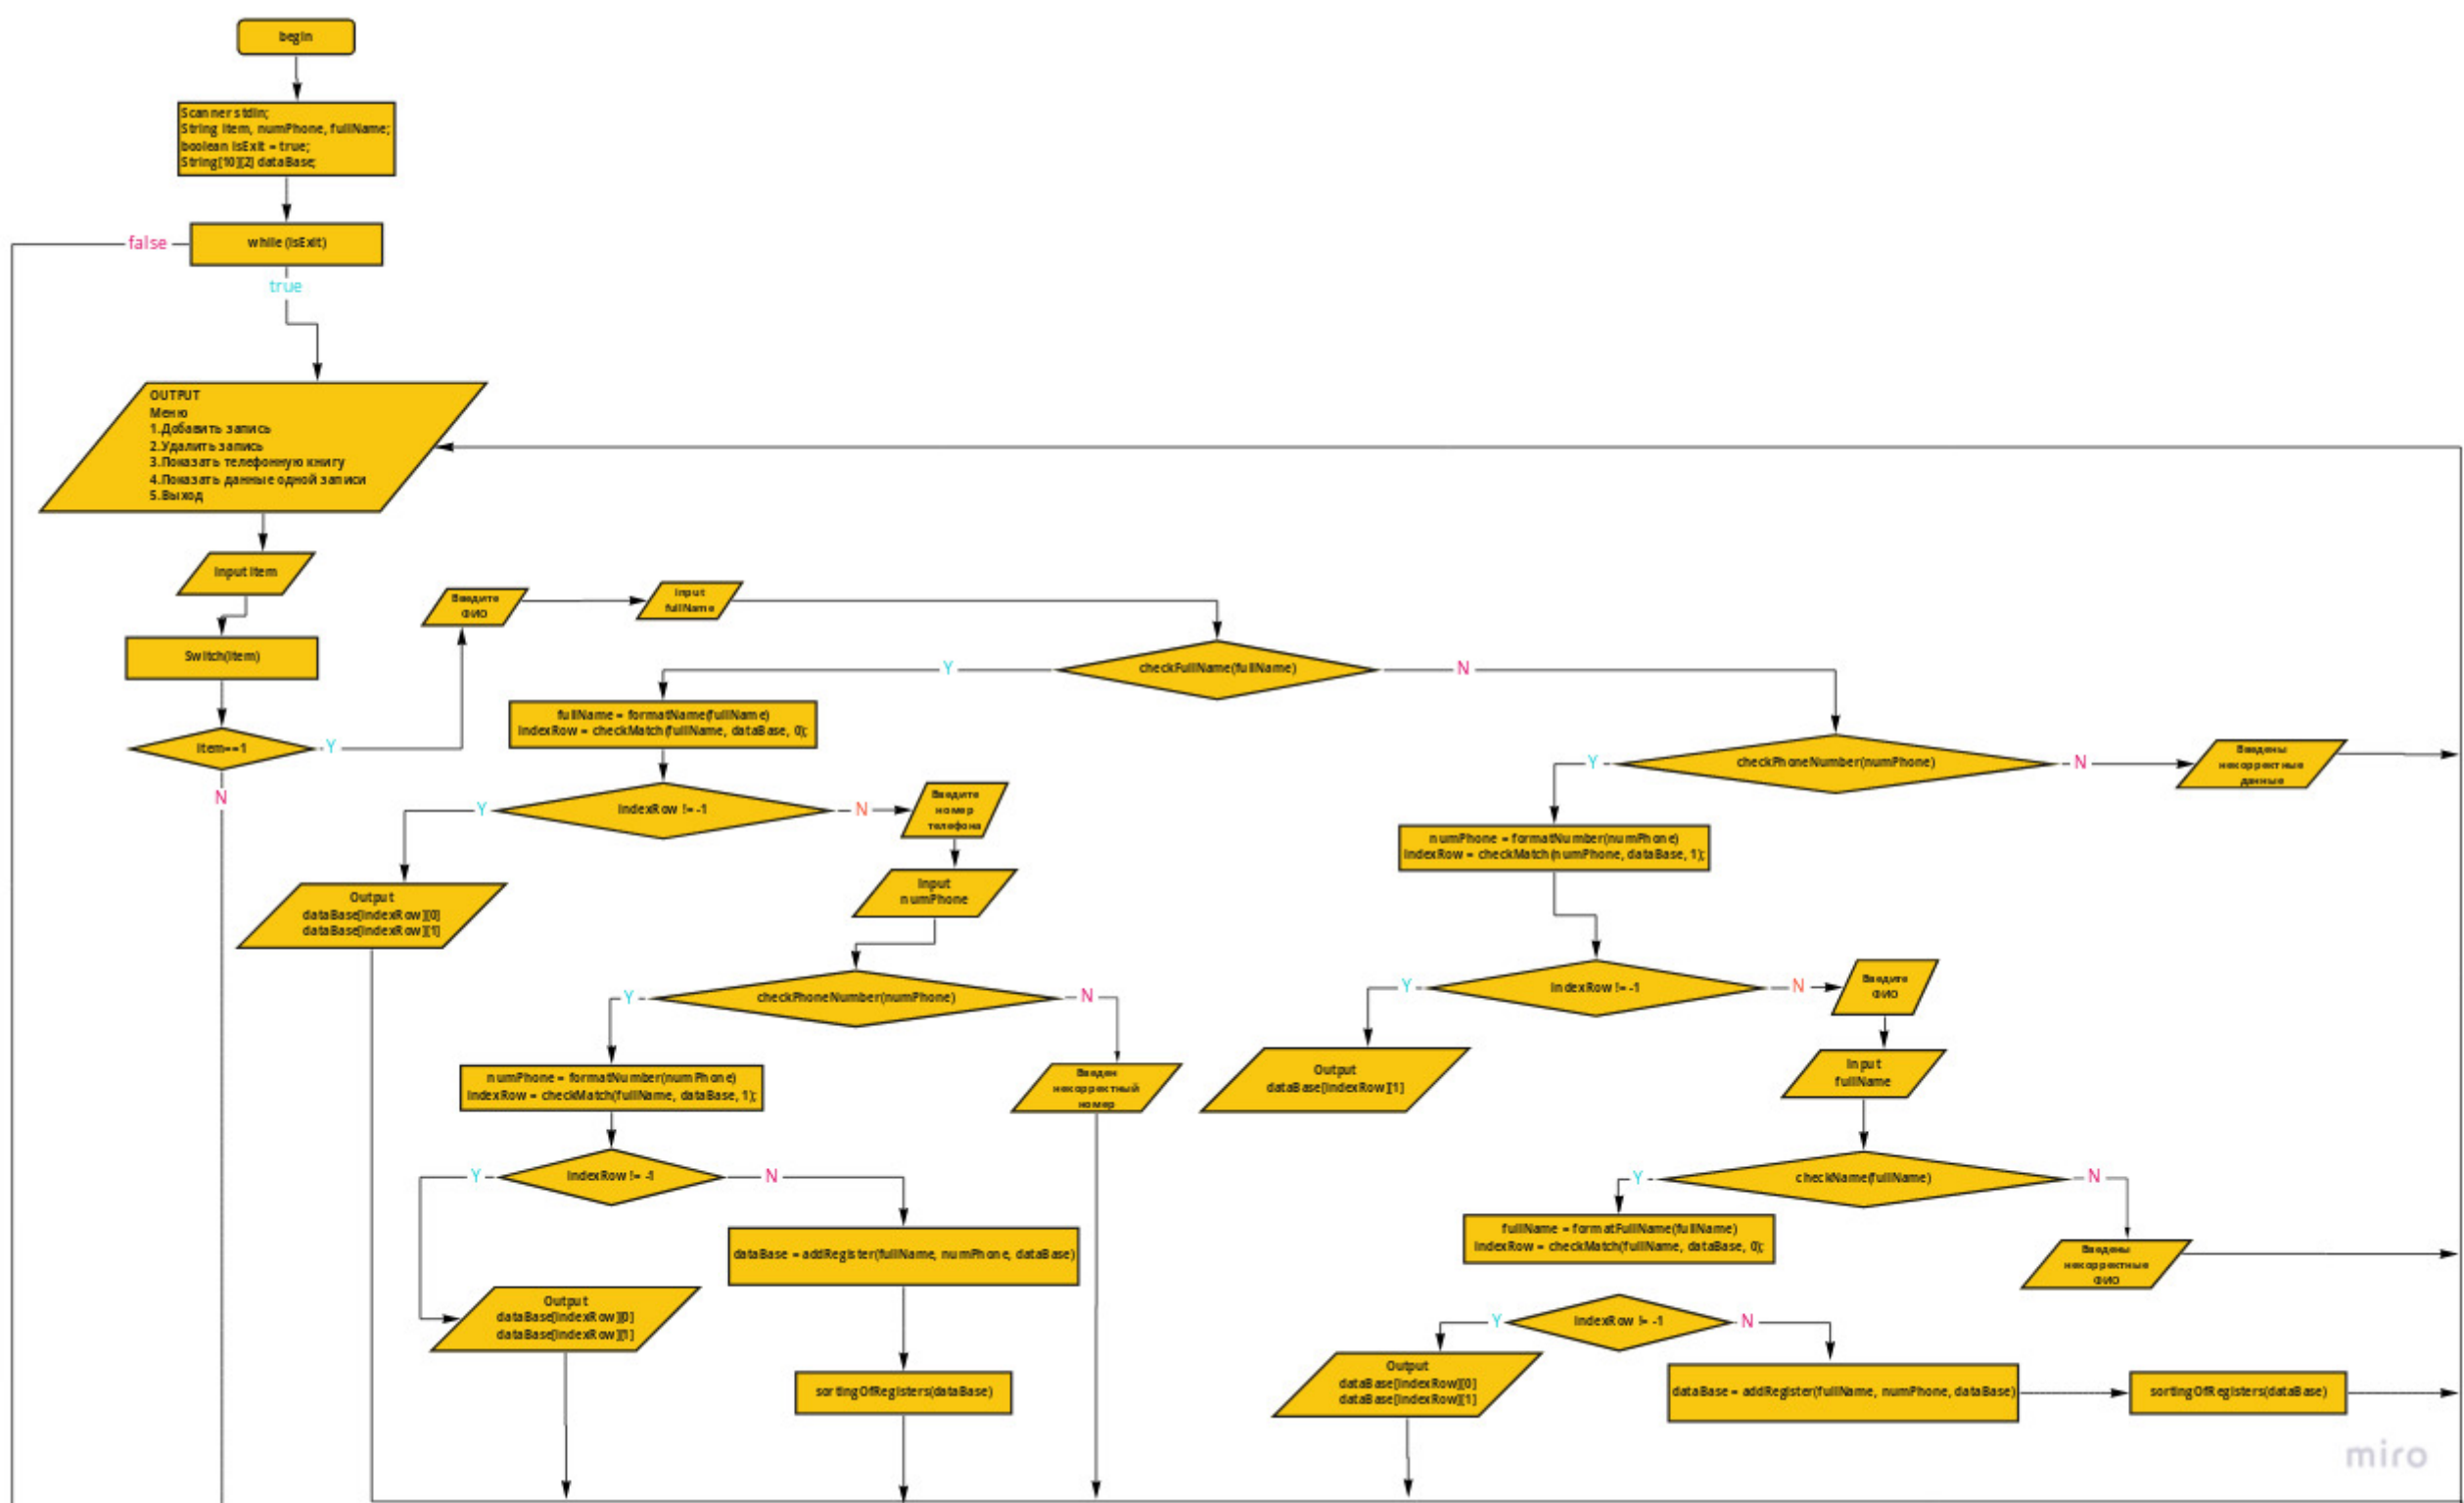 begin
Scanner stdin;
String item, numPhone, fullName;
boolean isExit = true;
String[10][2] dataBase;
while (isExit)
false
true
OUTPUT
Меню
1.Добавить запись
2.Удалить запись
3.Показать телефонную книгу
4.Показать данные одной записи
5.Выход
Input item
Switch(item)
item==1
Y
N
Введите
ФИО
Input
fullName
checkFullName(fullName)
Y
N
fullName = formatName(fullName)
indexRow = checkMatch(fullName, dataBase, 0);
indexRow != -1
Y
N
Введите
номер
телефона
Output
dataBase[indexRow][0]
dataBase[indexRow][1]
Input
numPhone
checkPhoneNumber(numPhone)
Y
N
numPhone = formatNumber(numPhone)
indexRow = checkMatch(fullName, dataBase, 1);
Введен
некорректный
номер
indexRow != -1
Y
N
dataBase = addRegister(fullName, numPhone, dataBase)
Output
dataBase[indexRow][0]
dataBase[indexRow][1]
sortingOfRegisters(dataBase)
checkPhoneNumber(numPhone)
Y
N
Введены
некорректные
данные
numPhone = formatNumber(numPhone)
indexRow = checkMatch(numPhone, dataBase, 1);
indexRow != -1
Y
N
Введите
ФИО
Output
dataBase[indexRow][1]
Input
fullName
checkName(fullName)
Y
N
fullName = formatFullName(fullName)
indexRow = checkMatch(fullName, dataBase, 0);
Введены
некорректные
ФИО
indexRow != -1
Y
N
Output
dataBase[indexRow][0]
dataBase[indexRow][1]
dataBase = addRegister(fullName, numPhone, dataBase)
sortingOfRegisters(dataBase)
miro